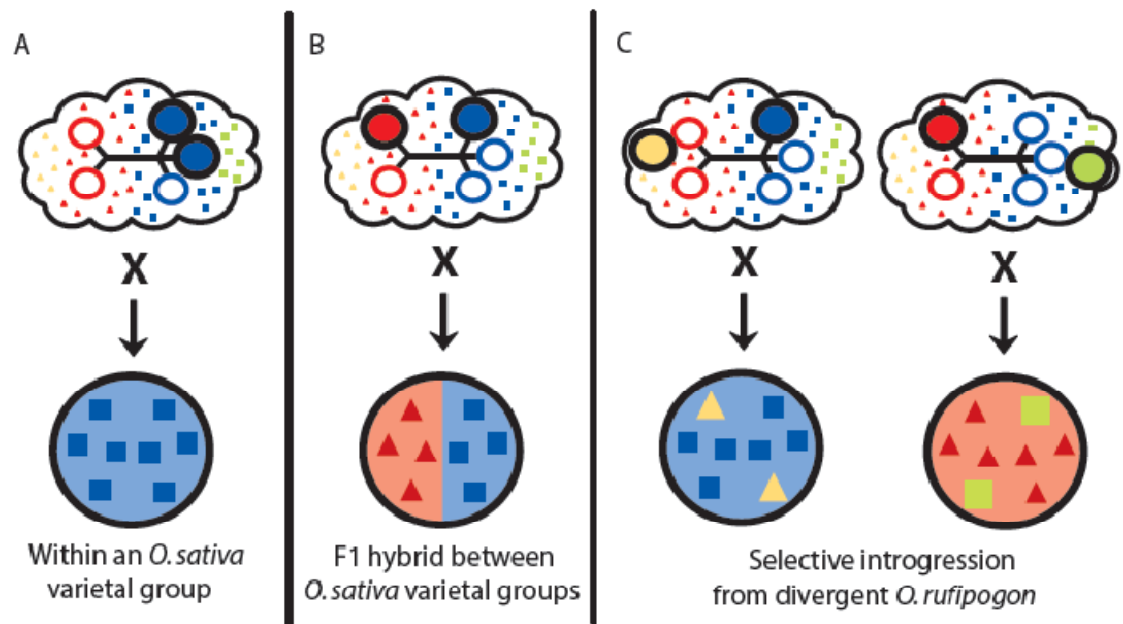 A
B
C
X
X
X
X
Within an O. sativa
varietal group
F1 hybrid between
O. sativa varietal groups
Selective introgression
from divergent O. rufipogon